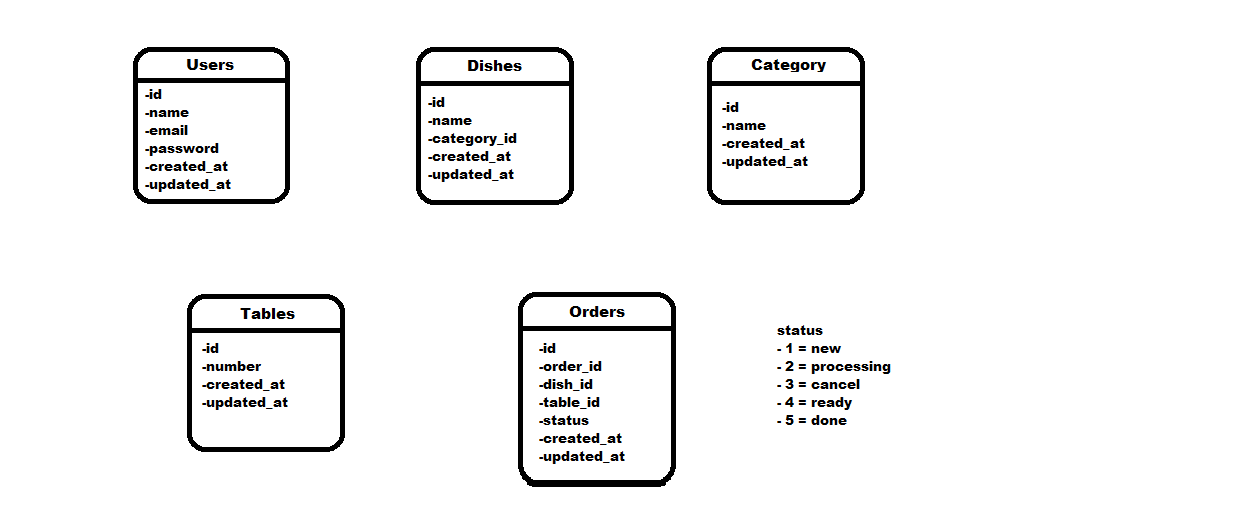 Users
-id
-name
-email
-password
-created_at
-updated_at
Dishes
-id
-name
-category_id
-created_at
-updated_at
Category
-id
-name
-created_at
-updated_at
Tables
-id
-number
-created_at
-updated_at
Orders
-id
-order_id
-dish_id
-table_id
-status
-created_at
-updated_at
status
- 1 = new
- 2 = processing
- 3 = cancel
- 4 = ready
- 5 = done